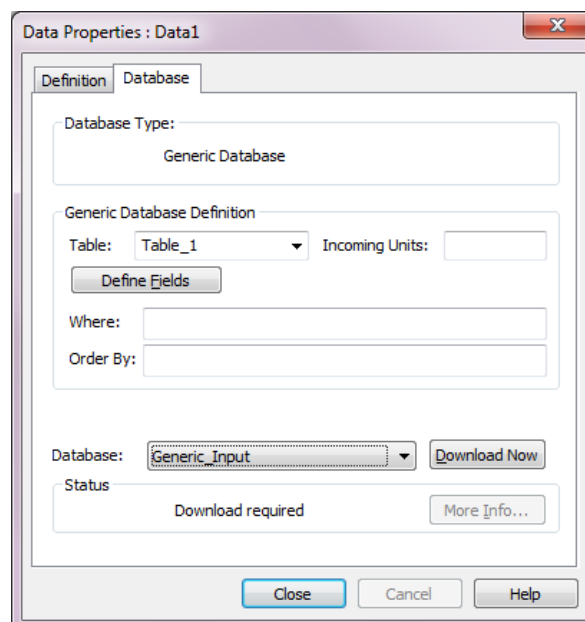 Data Properties : Data1
Definition Database
Database Type:
Generic Database
Generic Database Definition
Table: Table_1 Incoming Units:
Define Fields
Where:
Order By:
Database: Generic_Input Download Now
Status
Download required More Info...
Close Cancel Help